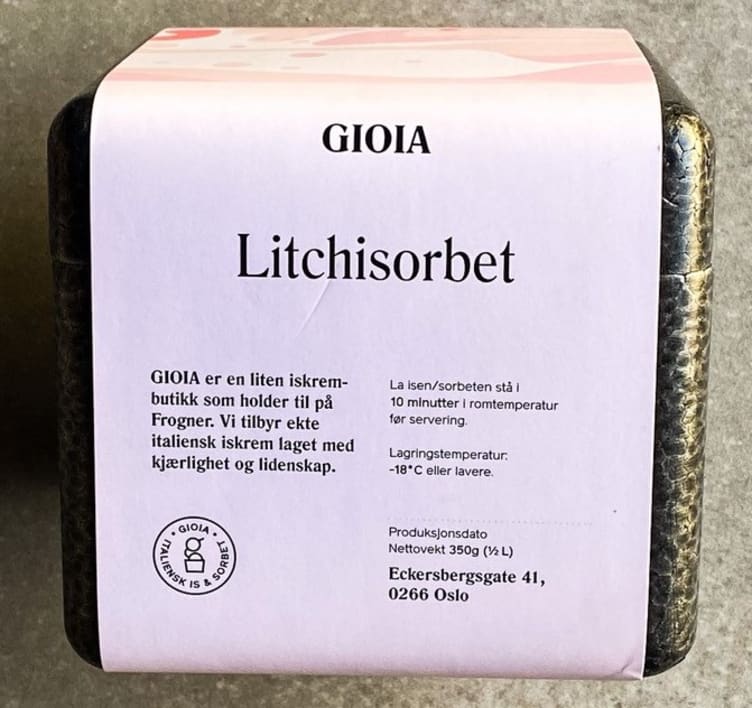 GIOIA
Litchisorbet
GIOIA er en liten iskrem-
butikk som holder til på
Frogner. Vi tilbyr ekte
italiensk iskrem laget med
kjærlighet og lidenskap.
La isen/sorbeten stå i
10 minutter i romtemperatur
før servering.
Lagringstemperatur:
-18°C eller lavere.
Produksjonsdato
Nettovekt 350g (½ L)
Eckersbergsgate 41,
0266 Oslo
• GIOIA •
ITALIENSK IS & SORBET